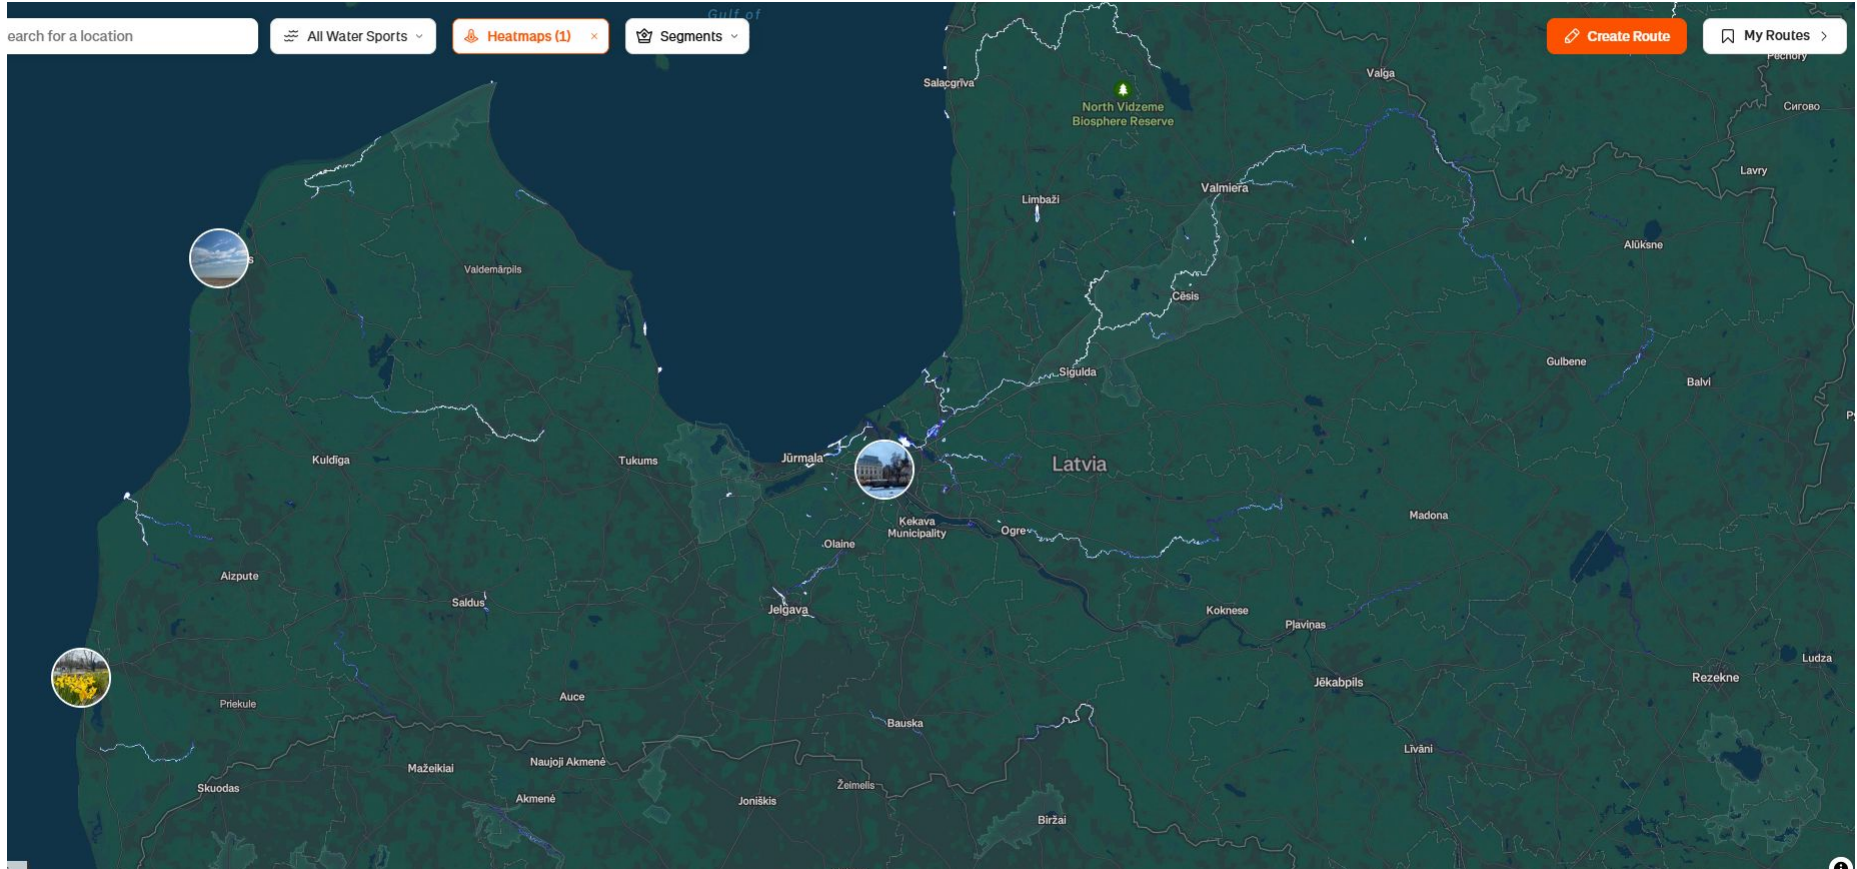 Gulf of
earch for a location
All Water Sports
Heatmaps (1)
Segments
Create Route
My Routes
Pechory
Salacgrīva
Valga
North Vidzeme
Biosphere Reserve
Сигово
Lavry
Valmiera
Limbaži
Alūksne
s
Valdemārpils
Cēsis
Gulbene
Sigulda
Balvi
Kuldīga
Tukums
Jūrmala
Latvia
Madona
Ķekava
Municipality
Ogre
Olaine
Aizpute
Saldus
Jelgava
Koknese
Pļaviņas
Ludza
Rezekne
Jēkabpils
Priekule
Auce
Bauska
Līvāni
Mažeikiai
Naujoji Akmenė
Skuodas
Akmenė
Joniškis
Žeimelis
Biržai